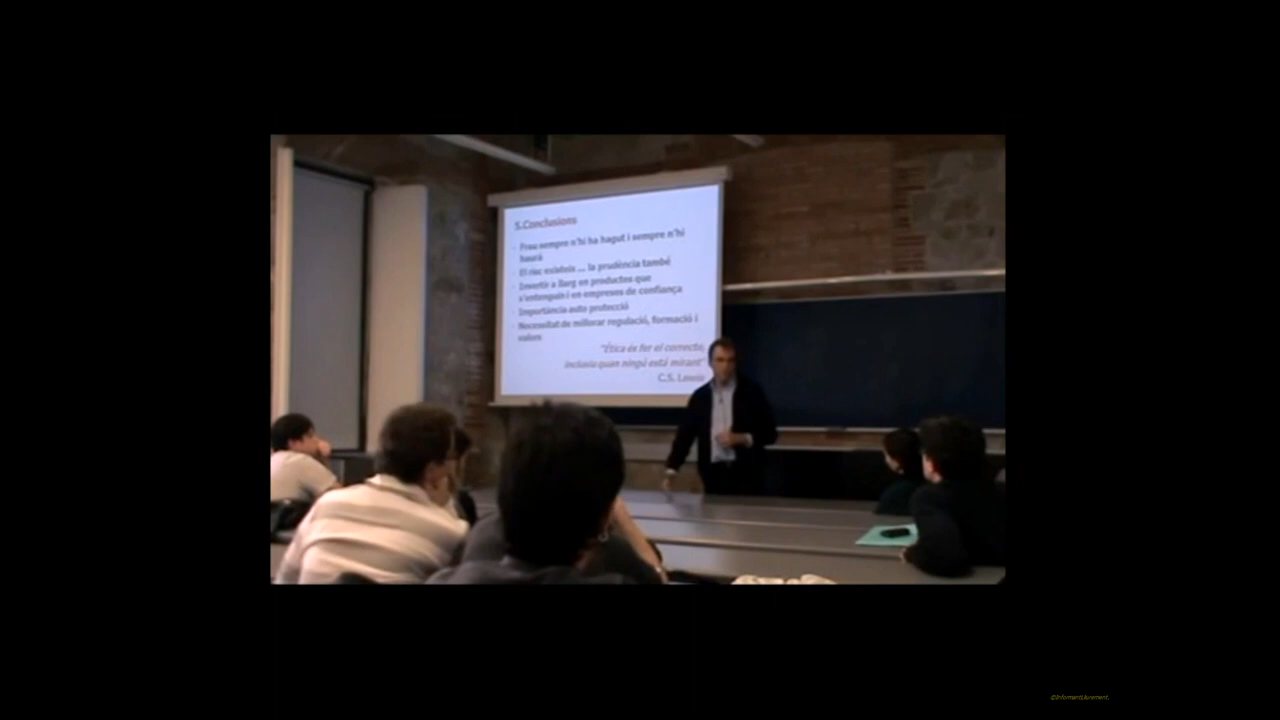 5.Conclusions
Frau sempre n'hi ha hagut i sempre n'hi
haurà
El risc existeix ... la prudència també
Invertir a llarg en productes que
s'entenguin i en empreses de confiança
Importància auto protecció
Necessitat de millorar regulació, formació i
valors
"Ética és fer el correcte,
inclusiu quan ningú está mirant"
C.S. Lewis